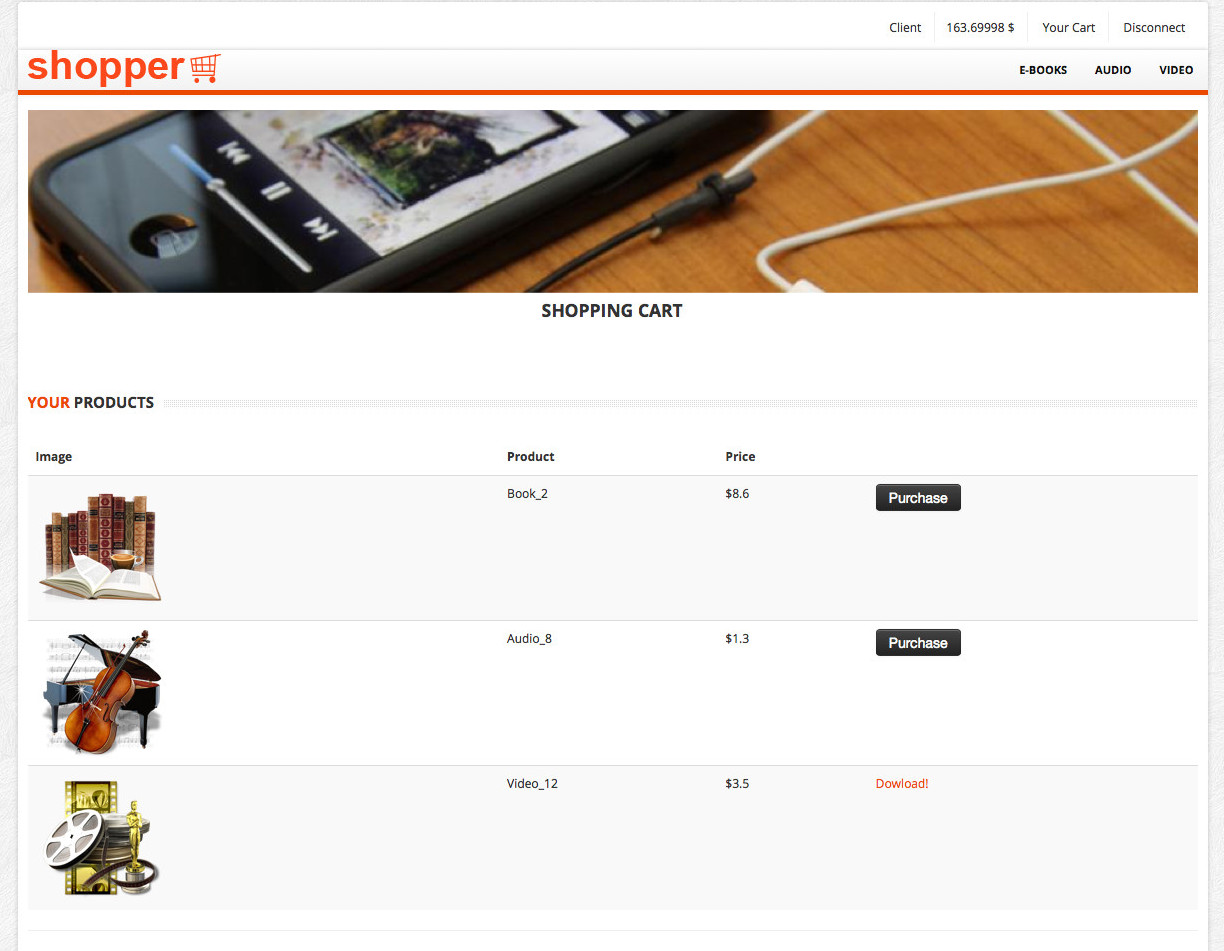 Client 163.69998 $ Your Cart Disconnect
shopper
E-BOOKS AUDIO VIDEO
SHOPPING CART
YOUR PRODUCTS
Image Product Price
Book_2 $8.6 Purchase
Audio_8 $1.3 Purchase
Video_12 $3.5 Dowload!